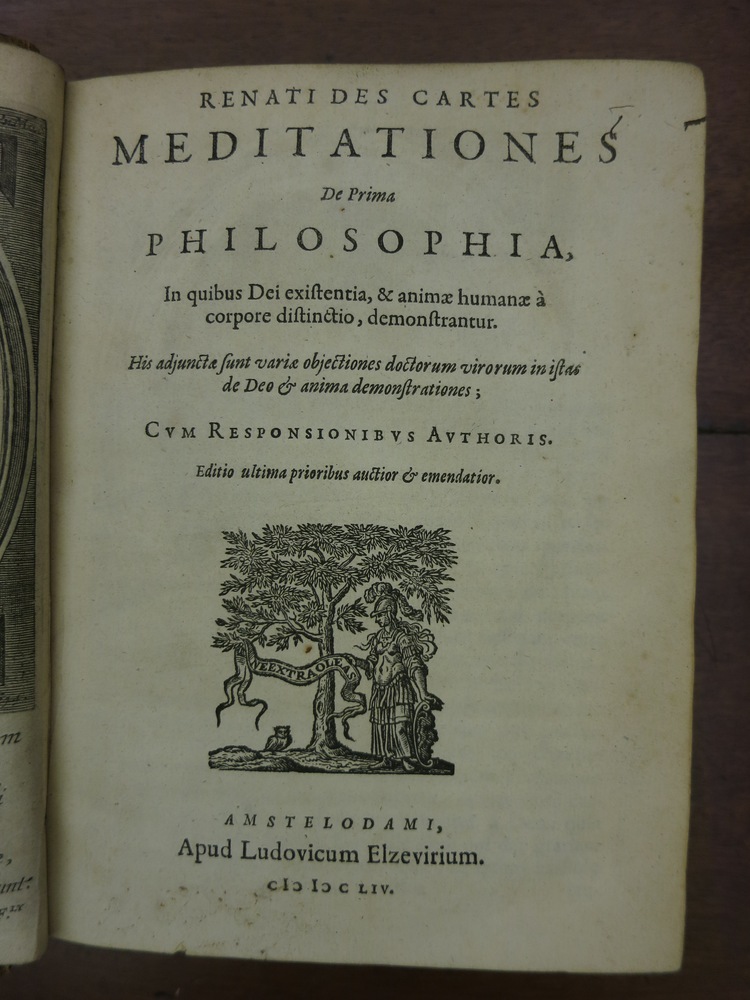 RENATI DES CARTES
MEDITATIONES
De Prima
PHILOSOPHIA,
In quibus Dei exiſtentia, & animæ humanæ à
corpore diſtinctio, demonſtrantur.
His adjunctæ ſunt variæ objectiones doctorum virorum in iſtas
de Deo & anima demonſtrationes;
CVM RESPONSIONIBVS AVTHORIS.
Editio ultima prioribus auctior & emendatior.
NE EXTRA OLEAS
AMSTELODAMI,
Apud Ludovicum Elzevirium.
cIↄ Iↄ c LIV.